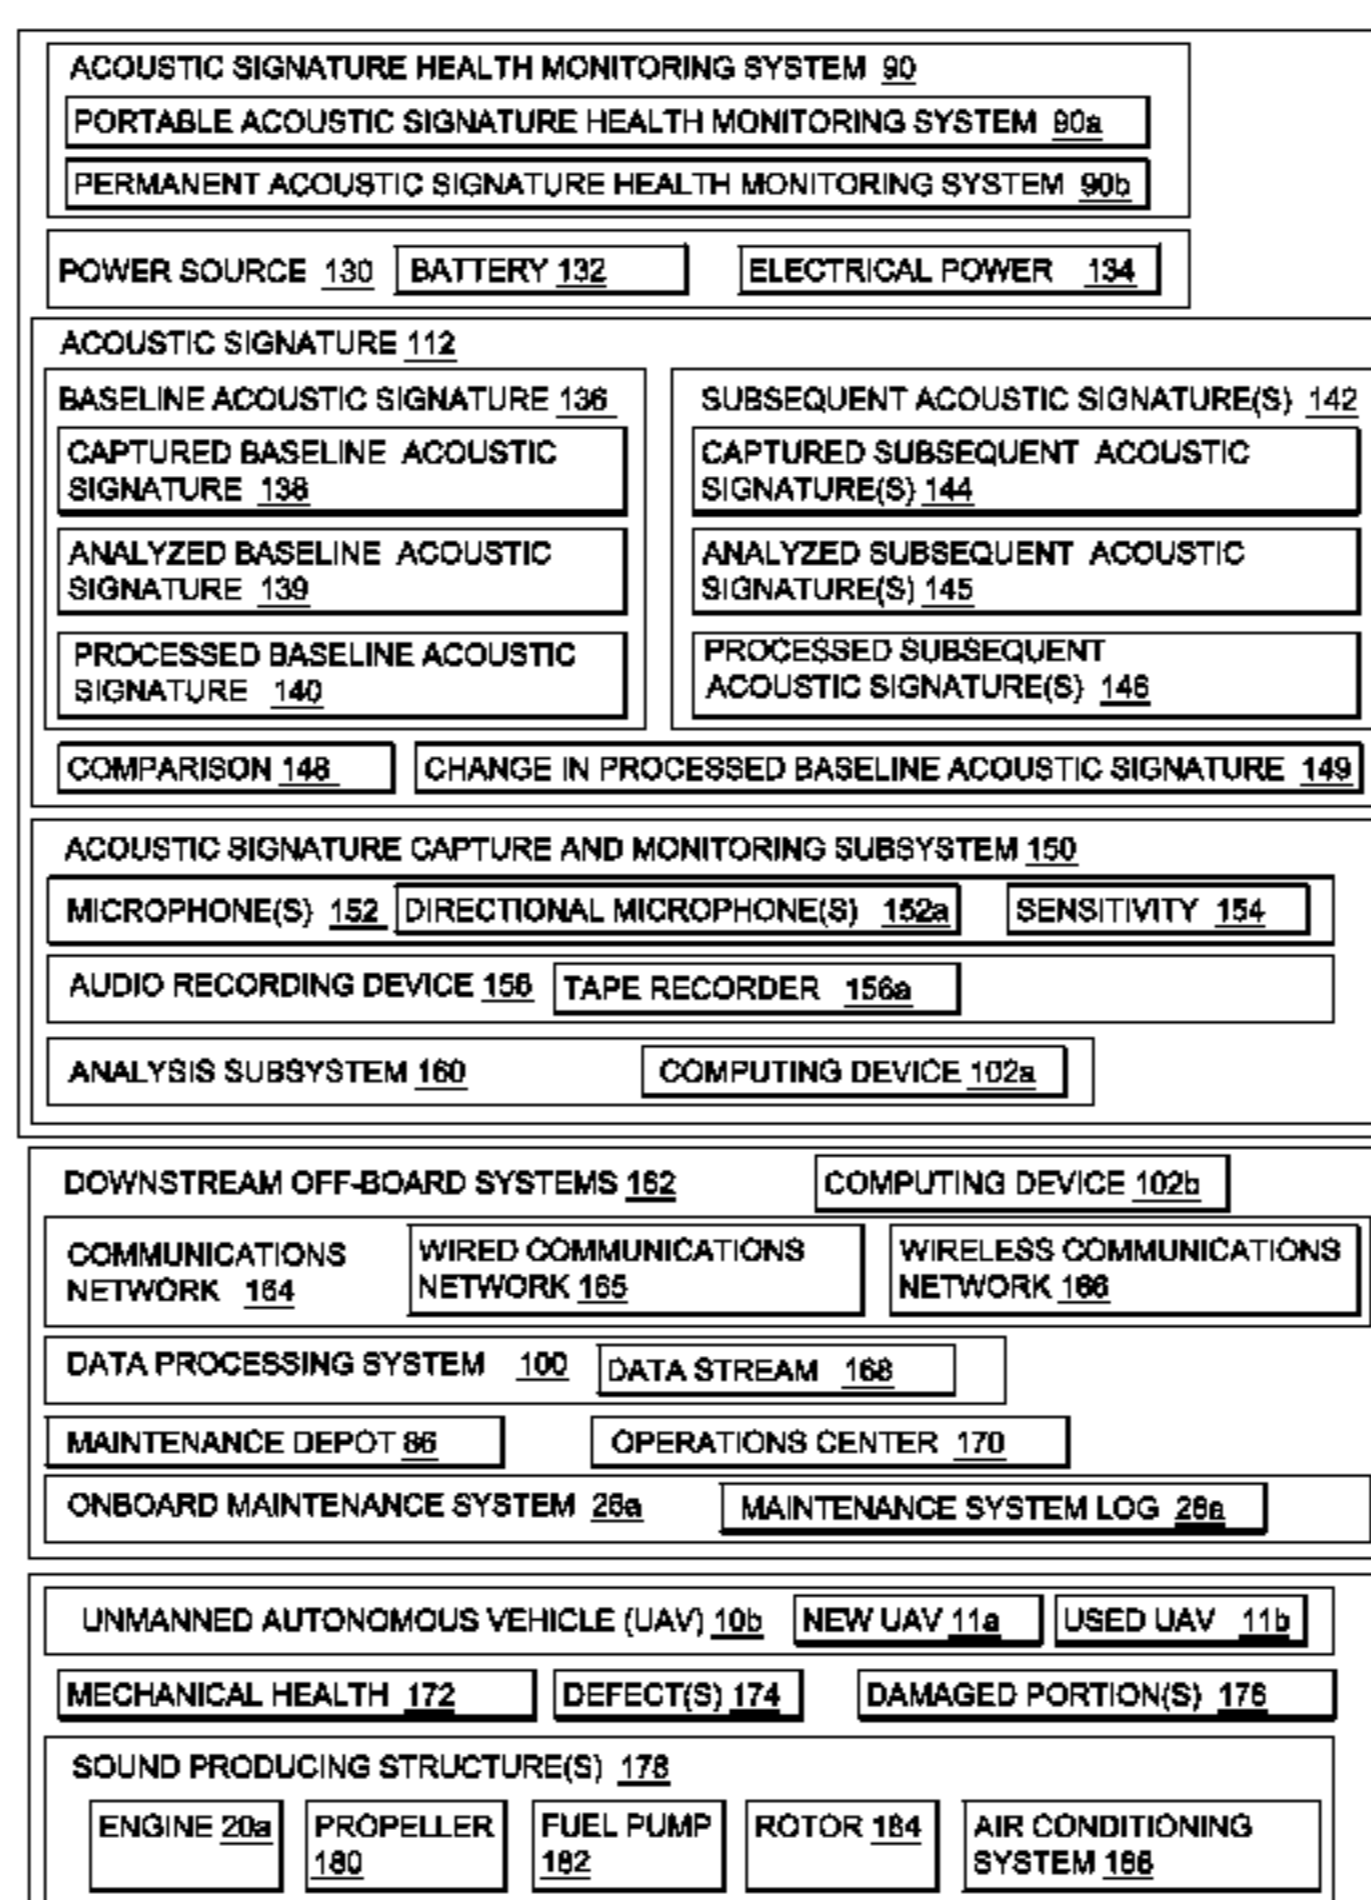 ACOUSTIC SIGNATURE HEALTH MONITORING SYSTEM 90
PORTABLE ACOUSTIC SIGNATURE HEALTH MONITORING SYSTEM 90a
PERMANENT ACOUSTIC SIGNATURE HEALTH MONITORING SYSTEM 90b
POWER SOURCE 130 BATTERY 132 ELECTRICAL POWER 134
ACOUSTIC SIGNATURE 112
BASELINE ACOUSTIC SIGNATURE 136
CAPTURED BASELINE ACOUSTIC
SIGNATURE 138
ANALYZED BASELINE ACOUSTIC
SIGNATURE 139
PROCESSED BASELINE ACOUSTIC
SIGNATURE 140
SUBSEQUENT ACOUSTIC SIGNATURE(S) 142
CAPTURED SUBSEQUENT ACOUSTIC
SIGNATURE(S) 144
ANALYZED SUBSEQUENT ACOUSTIC
SIGNATURE(S) 145
PROCESSED SUBSEQUENT
ACOUSTIC SIGNATURE(S) 146
COMPARISON 148 CHANGE IN PROCESSED BASELINE ACOUSTIC SIGNATURE 149
ACOUSTIC SIGNATURE CAPTURE AND MONITORING SUBSYSTEM 150
MICROPHONE(S) 152 DIRECTIONAL MICROPHONE(S) 152a SENSITIVITY 154
AUDIO RECORDING DEVICE 156 TAPE RECORDER 156a
ANALYSIS SUBSYSTEM 160 COMPUTING DEVICE 102a
DOWNSTREAM OFF-BOARD SYSTEMS 162 COMPUTING DEVICE 102b
COMMUNICATIONS
NETWORK 164
WIRED COMMUNICATIONS
NETWORK 165
WIRELESS COMMUNICATIONS
NETWORK 166
DATA PROCESSING SYSTEM 100 DATA STREAM 168
MAINTENANCE DEPOT 86 OPERATIONS CENTER 170
ONBOARD MAINTENANCE SYSTEM 26a MAINTENANCE SYSTEM LOG 28a
UNMANNED AUTONOMOUS VEHICLE (UAV) 10b NEW UAV 11a USED UAV 11b
MECHANICAL HEALTH 172 DEFECT(S) 174 DAMAGED PORTION(S) 176
SOUND PRODUCING STRUCTURE(S) 178
ENGINE 20a
PROPELLER
180
FUEL PUMP
182
ROTOR 184
AIR CONDITIONING
SYSTEM 186